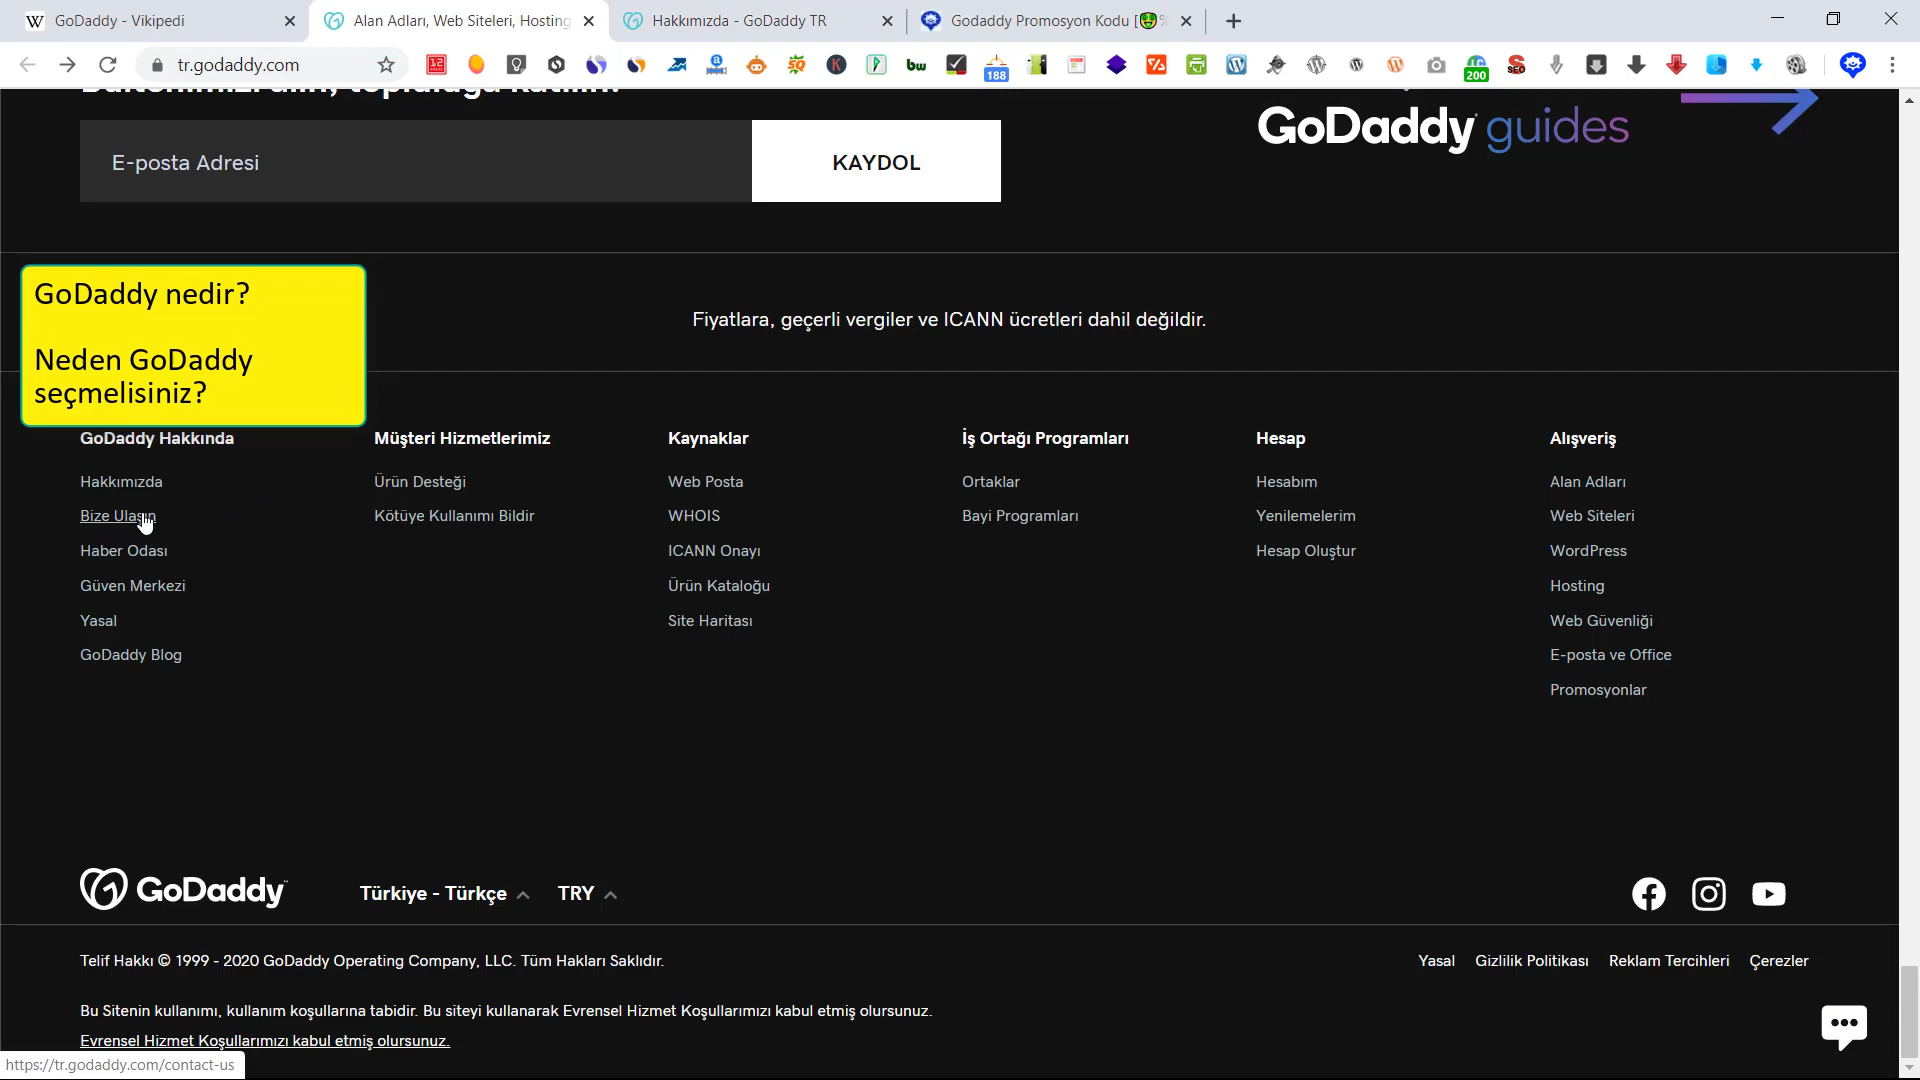 GoDaddy - Vikipedi
Alan Adları, Web Siteleri, Hosting
Hakkımızda - GoDaddy TR
Godaddy Promosyon Kodu [🤑%
tr.godaddy.com
12
188
200
SEO
bw
GoDaddy guides
E-posta Adresi
KAYDOL
GoDaddy nedir?
Neden GoDaddy
seçmelisiniz?
Fiyatlara, geçerli vergiler ve ICANN ücretleri dahil değildir.
GoDaddy Hakkında
Hakkımızda
Bize Ulaşın
Haber Odası
Güven Merkezi
Yasal
GoDaddy Blog
Müşteri Hizmetlerimiz
Ürün Desteği
Kötüye Kullanımı Bildir
Kaynaklar
Web Posta
WHOIS
ICANN Onayı
Ürün Kataloğu
Site Haritası
İş Ortağı Programları
Ortaklar
Bayi Programları
Hesap
Hesabım
Yenilemelerim
Hesap Oluştur
Alışveriş
Alan Adları
Web Siteleri
WordPress
Hosting
Web Güvenliği
E-posta ve Office
Promosyonlar
GoDaddy
Türkiye - Türkçe
TRY
Telif Hakkı © 1999 - 2020 GoDaddy Operating Company, LLC. Tüm Hakları Saklıdır.
Yasal Gizlilik Politikası Reklam Tercihleri Çerezler
Bu Sitenin kullanımı, kullanım koşullarına tabidir. Bu siteyi kullanarak Evrensel Hizmet Koşullarımızı kabul etmiş olursunuz.
Evrensel Hizmet Koşullarımızı kabul etmiş olursunuz.
https://tr.godaddy.com/contact-us